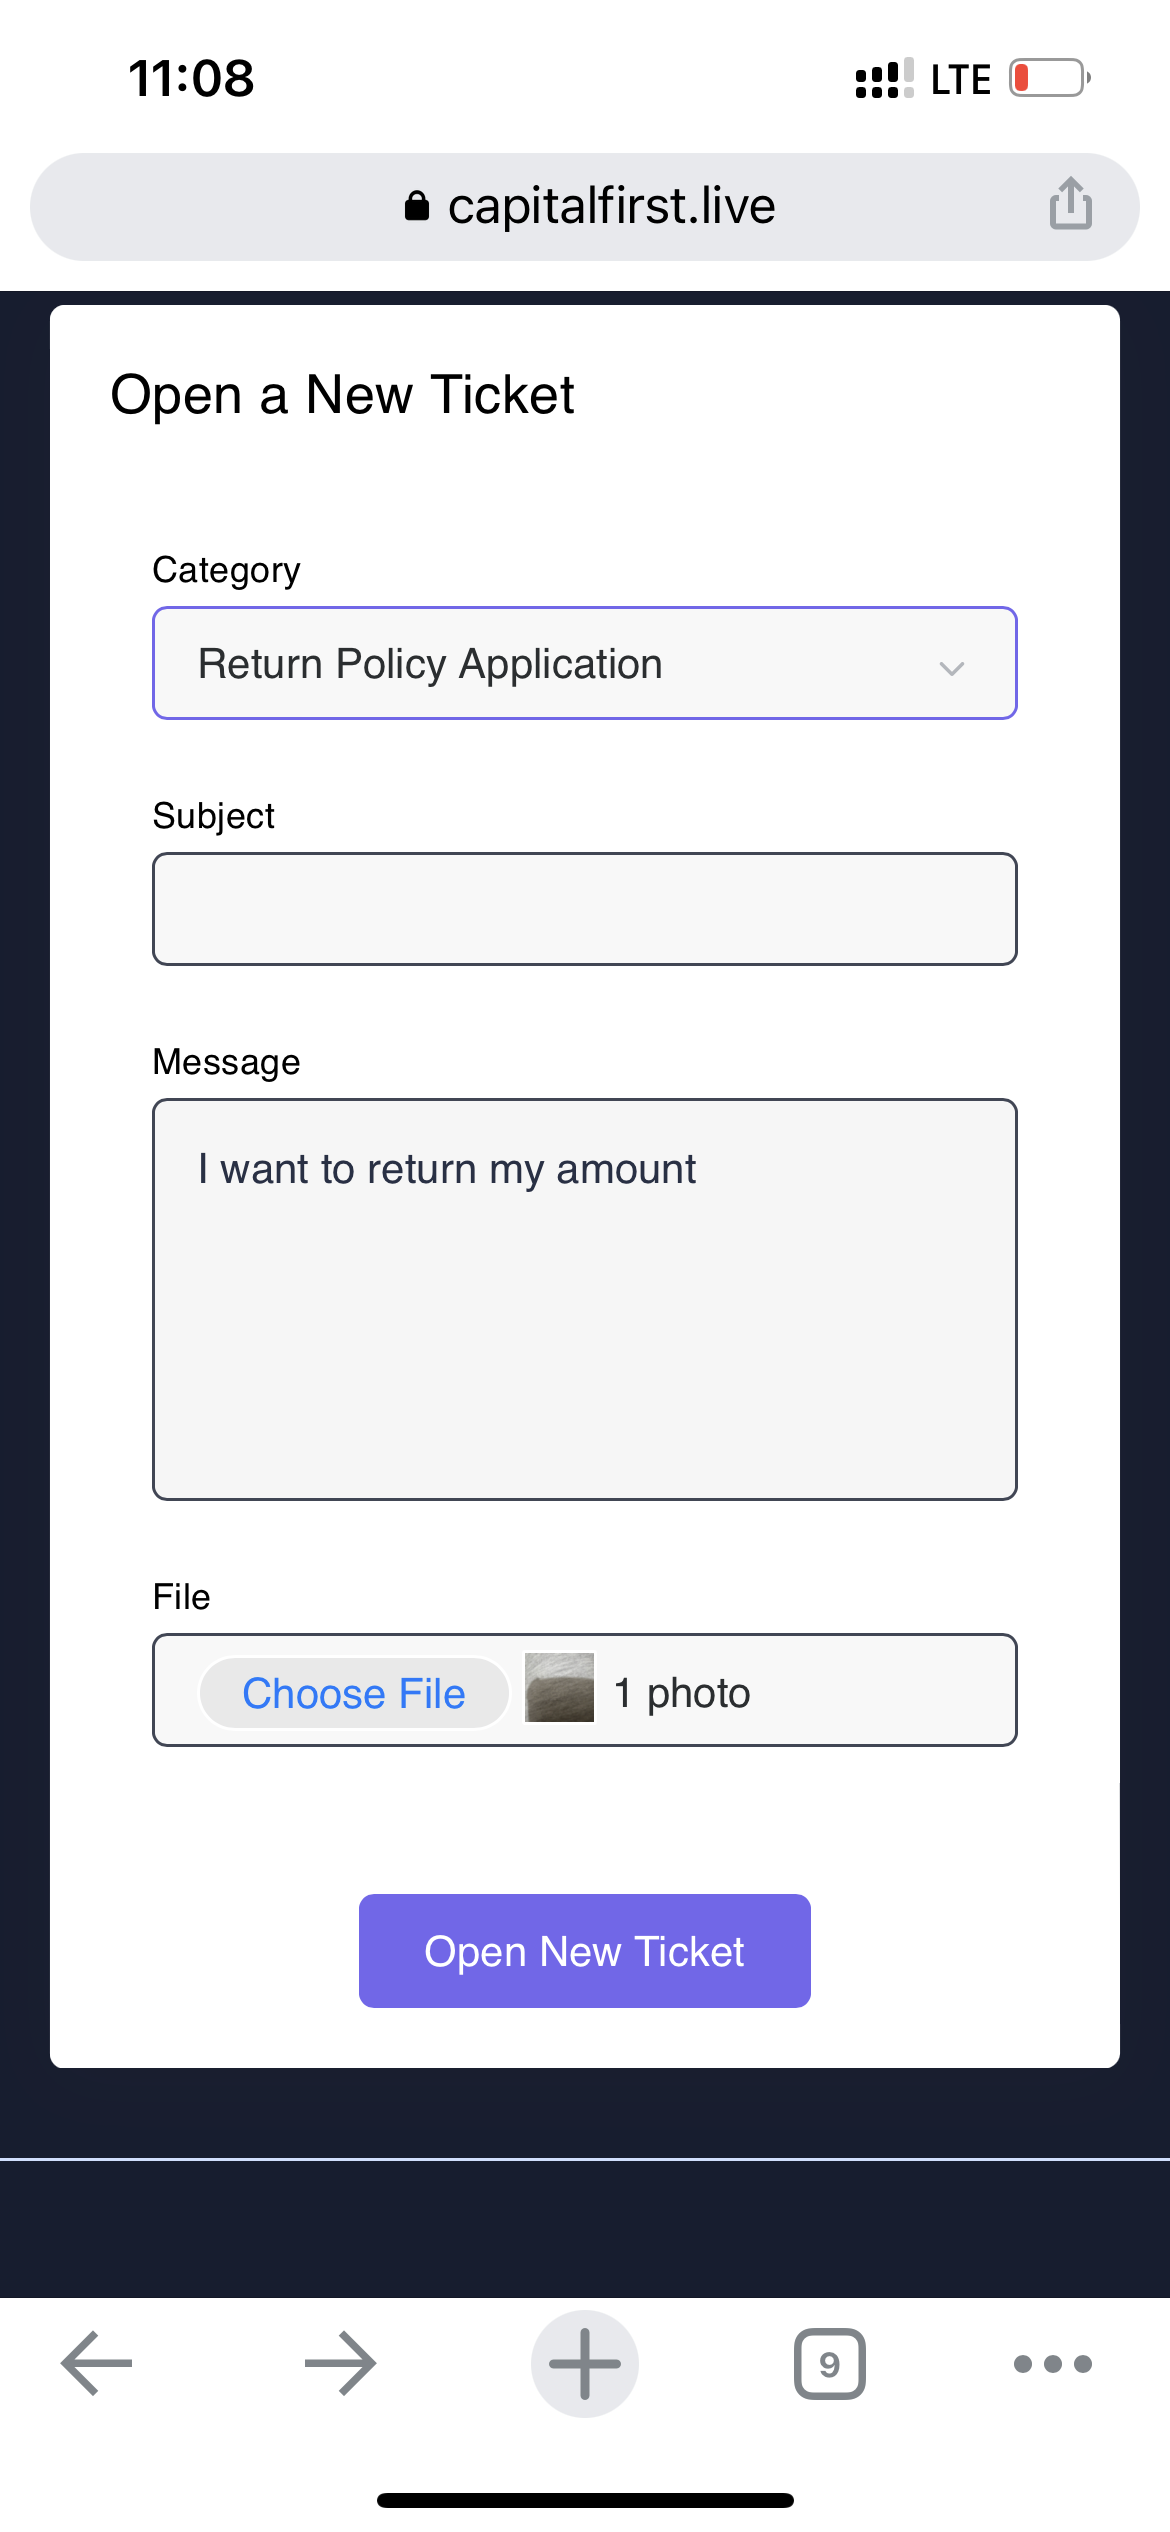 11:08
LTE
capitalfirst.live
Open a New Ticket
Category
Return Policy Application
Subject
Message
I want to return my amount
File
Choose File 1 photo
Open New Ticket
9